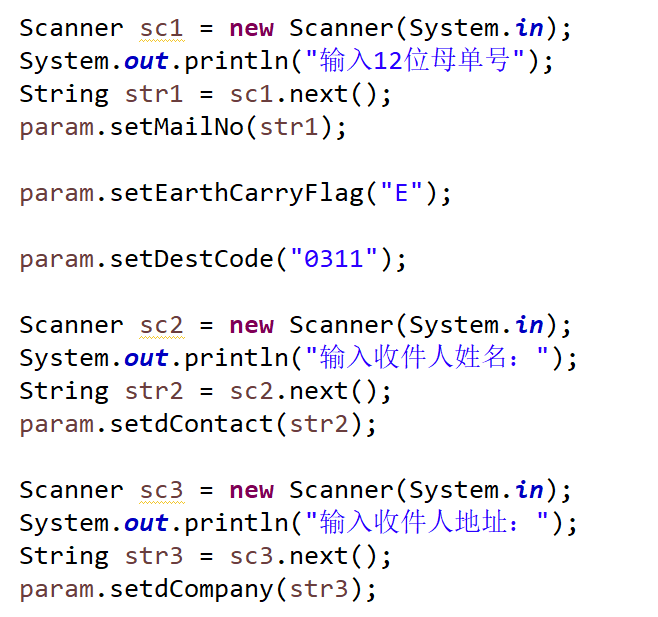 Scanner sc1 = new Scanner(System.in);
System.out.println("输入12位母单号");
String str1 = sc1.next();
param.setMailNo(str1);
param.setEarthCarryFlag("E");
param.setDestCode("0311");
Scanner sc2 = new Scanner(System.in);
System.out.println("输入收件人姓名：");
String str2 = sc2.next();
param.setdContact(str2);
Scanner sc3 = new Scanner(System.in);
System.out.println("输入收件人地址：");
String str3 = sc3.next();
param.setdCompany(str3);